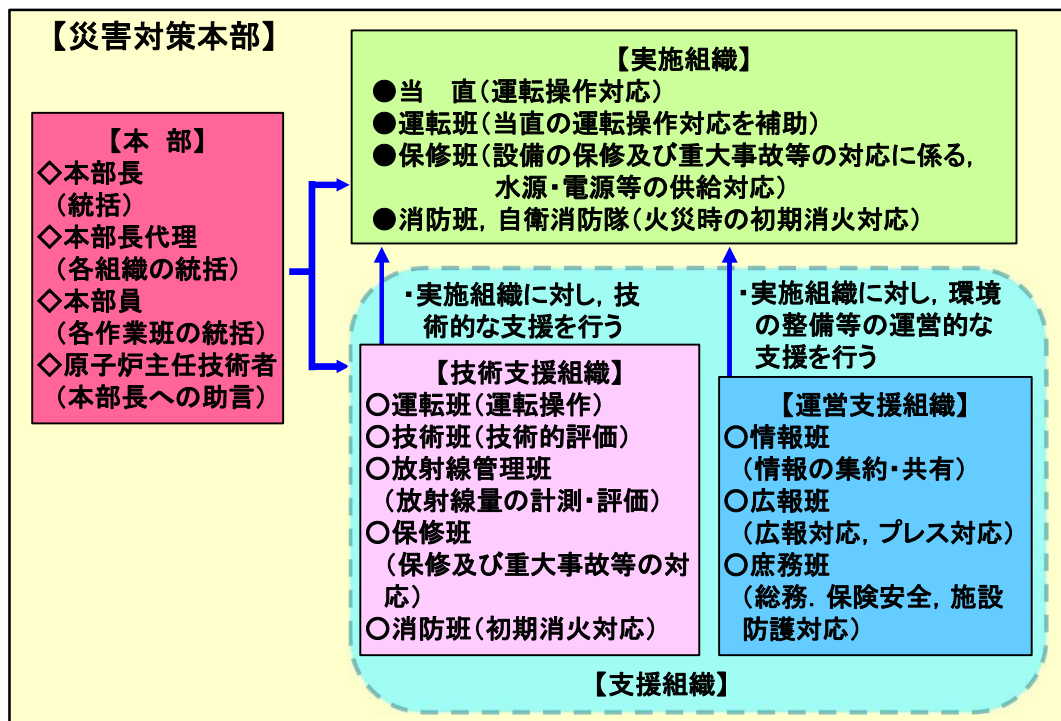 【災害対策本部】
【本 部】
◇本部長
(統括)
◇本部長代理
(各組織の統括)
◇本部員
(各作業班の統括)
◇原子炉主任技術者
(本部長への助言)
【実施組織】
●当　直(運転操作対応)
●運転班(当直の運転操作対応を補助)
●保修班(設備の保修及び重大事故等の対応に係る,
水源・電源等の供給対応)
●消防班,自衛消防隊(火災時の初期消火対応)
・実施組織に対し,技
術的な支援を行う
・実施組織に対し,環境
の整備等の運営的な
支援を行う
【技術支援組織】
○運転班(運転操作)
○技術班(技術的評価)
○放射線管理班
(放射線量の計測・評価)
○保修班
(保修及び重大事故等の対
応)
○消防班(初期消火対応)
【運営支援組織】
○情報班
(情報の集約・共有)
○広報班
(広報対応,プレス対応)
○庶務班
(総務.保険安全,施設
防護対応)
【支援組織】